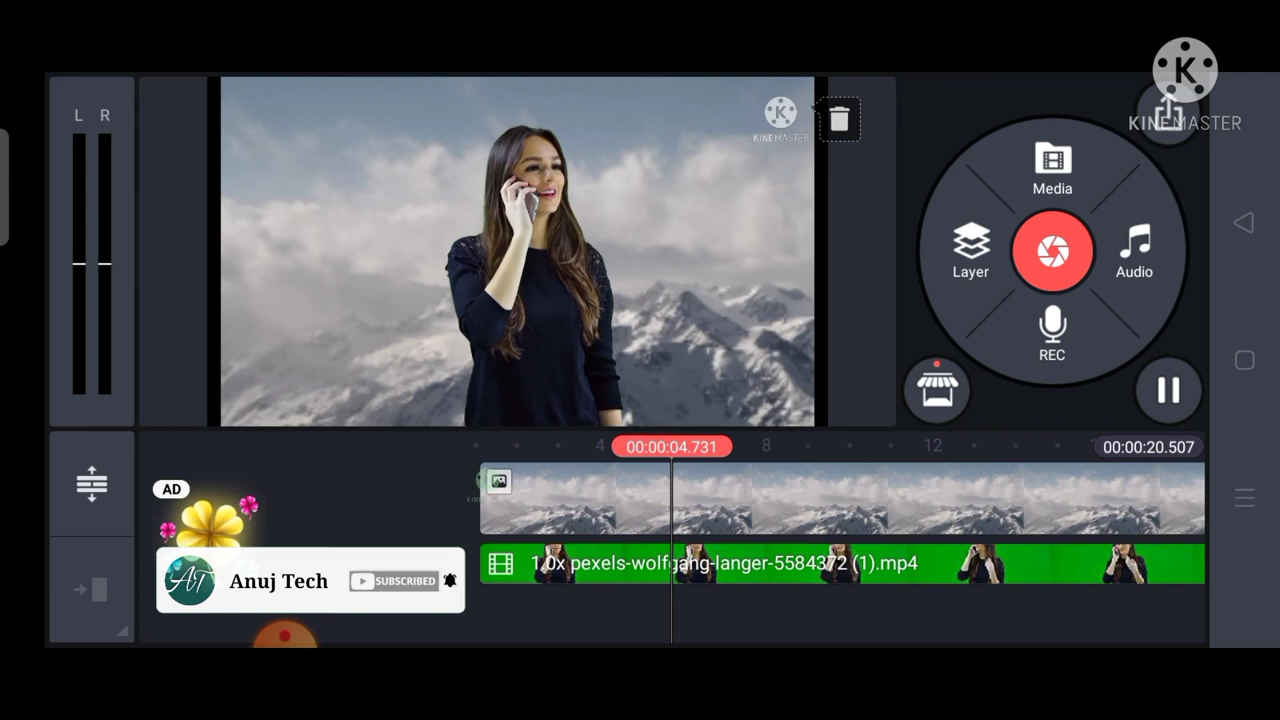 L R
K
KINEMASTER
K
KINEMASTER
Media
Layer
Audio
REC
4
00:00:04.731
8
12
00:00:20.507
AD
1.0x pexels-wolfgang-langer-5584372 (1).mp4
AT
Anuj Tech
SUBSCRIBED